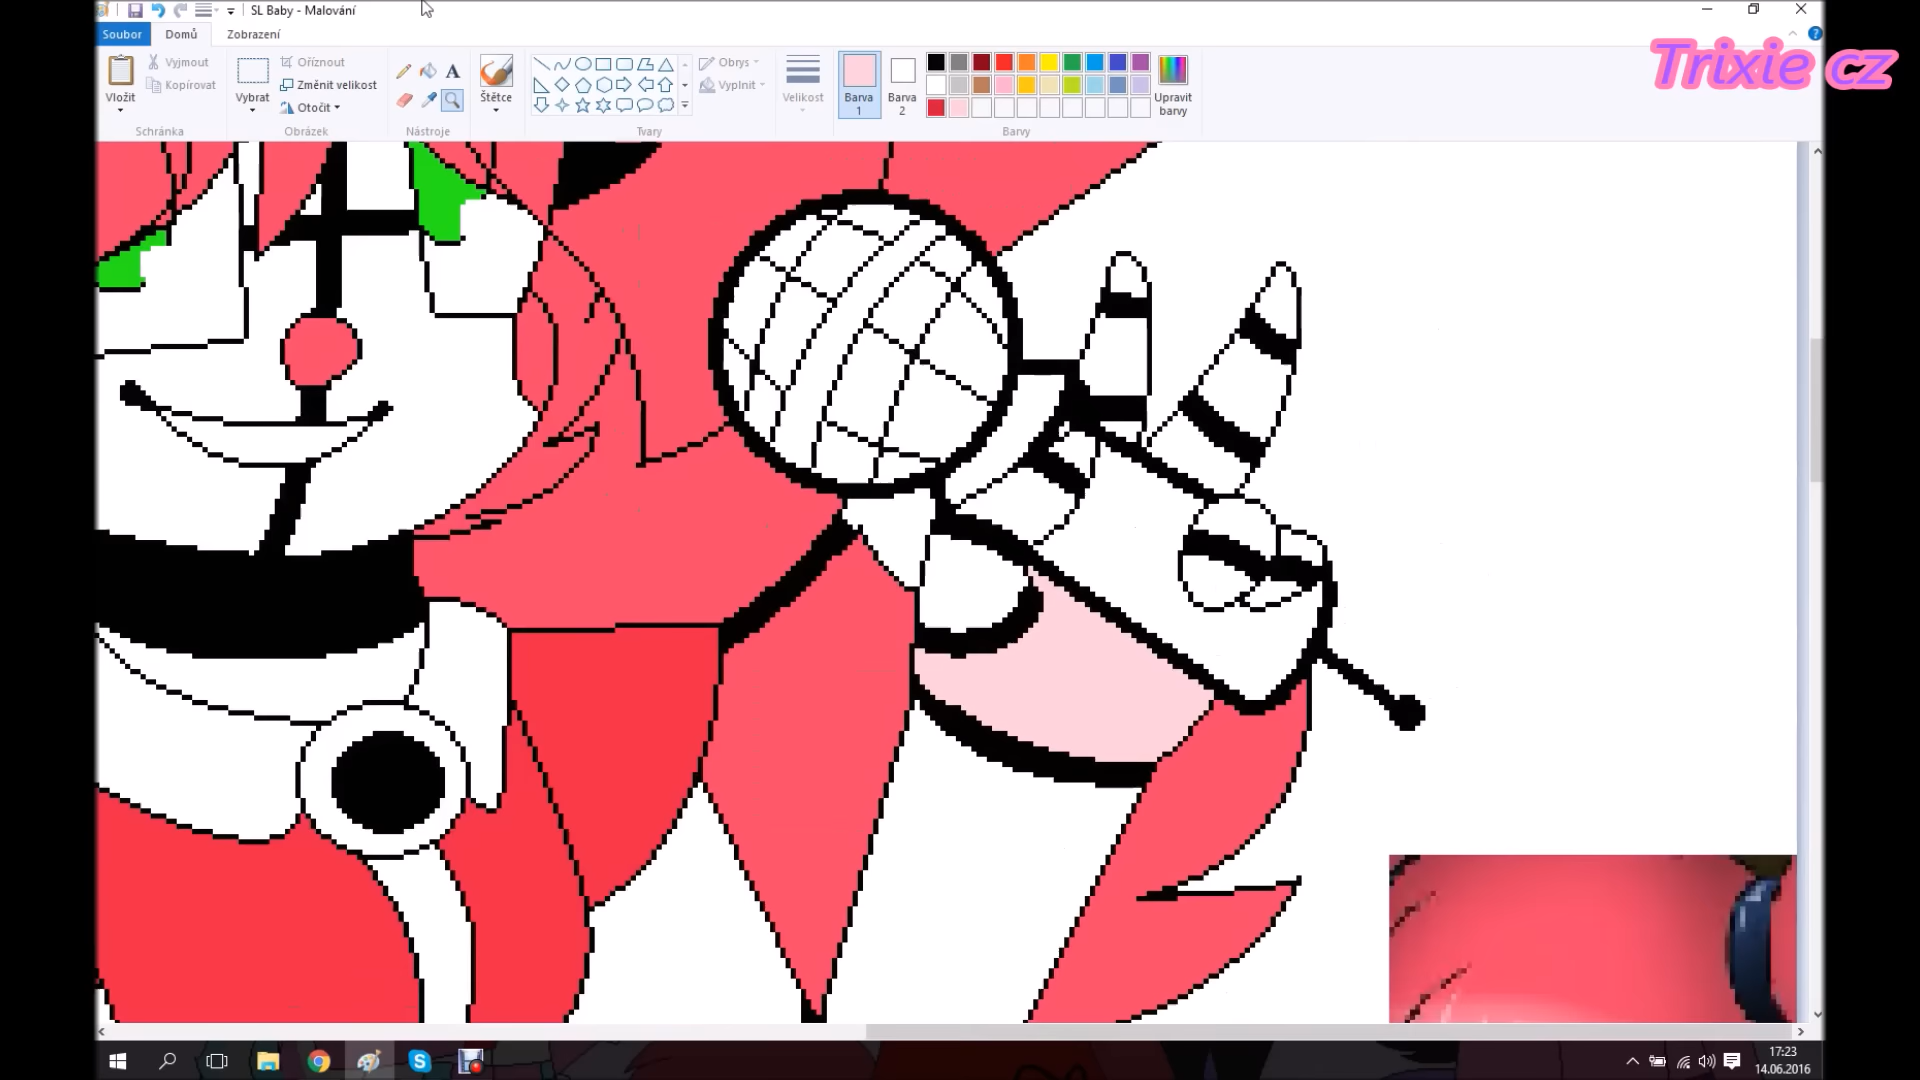 SL Baby - Malování
Trixie cz
Soubor Domů Zobrazení
Vložit
Vyjmout
Kopírovat
Schránka
Vybrat
Oříznout
Změnit velikost
Otočit
Obrázek
A
Nástroje
Štětce
Obrys
Vyplnit
Tvary
Velikost
Barva
1
Barva
2
Upravit
barvy
Barvy
17:23
14.06.2016